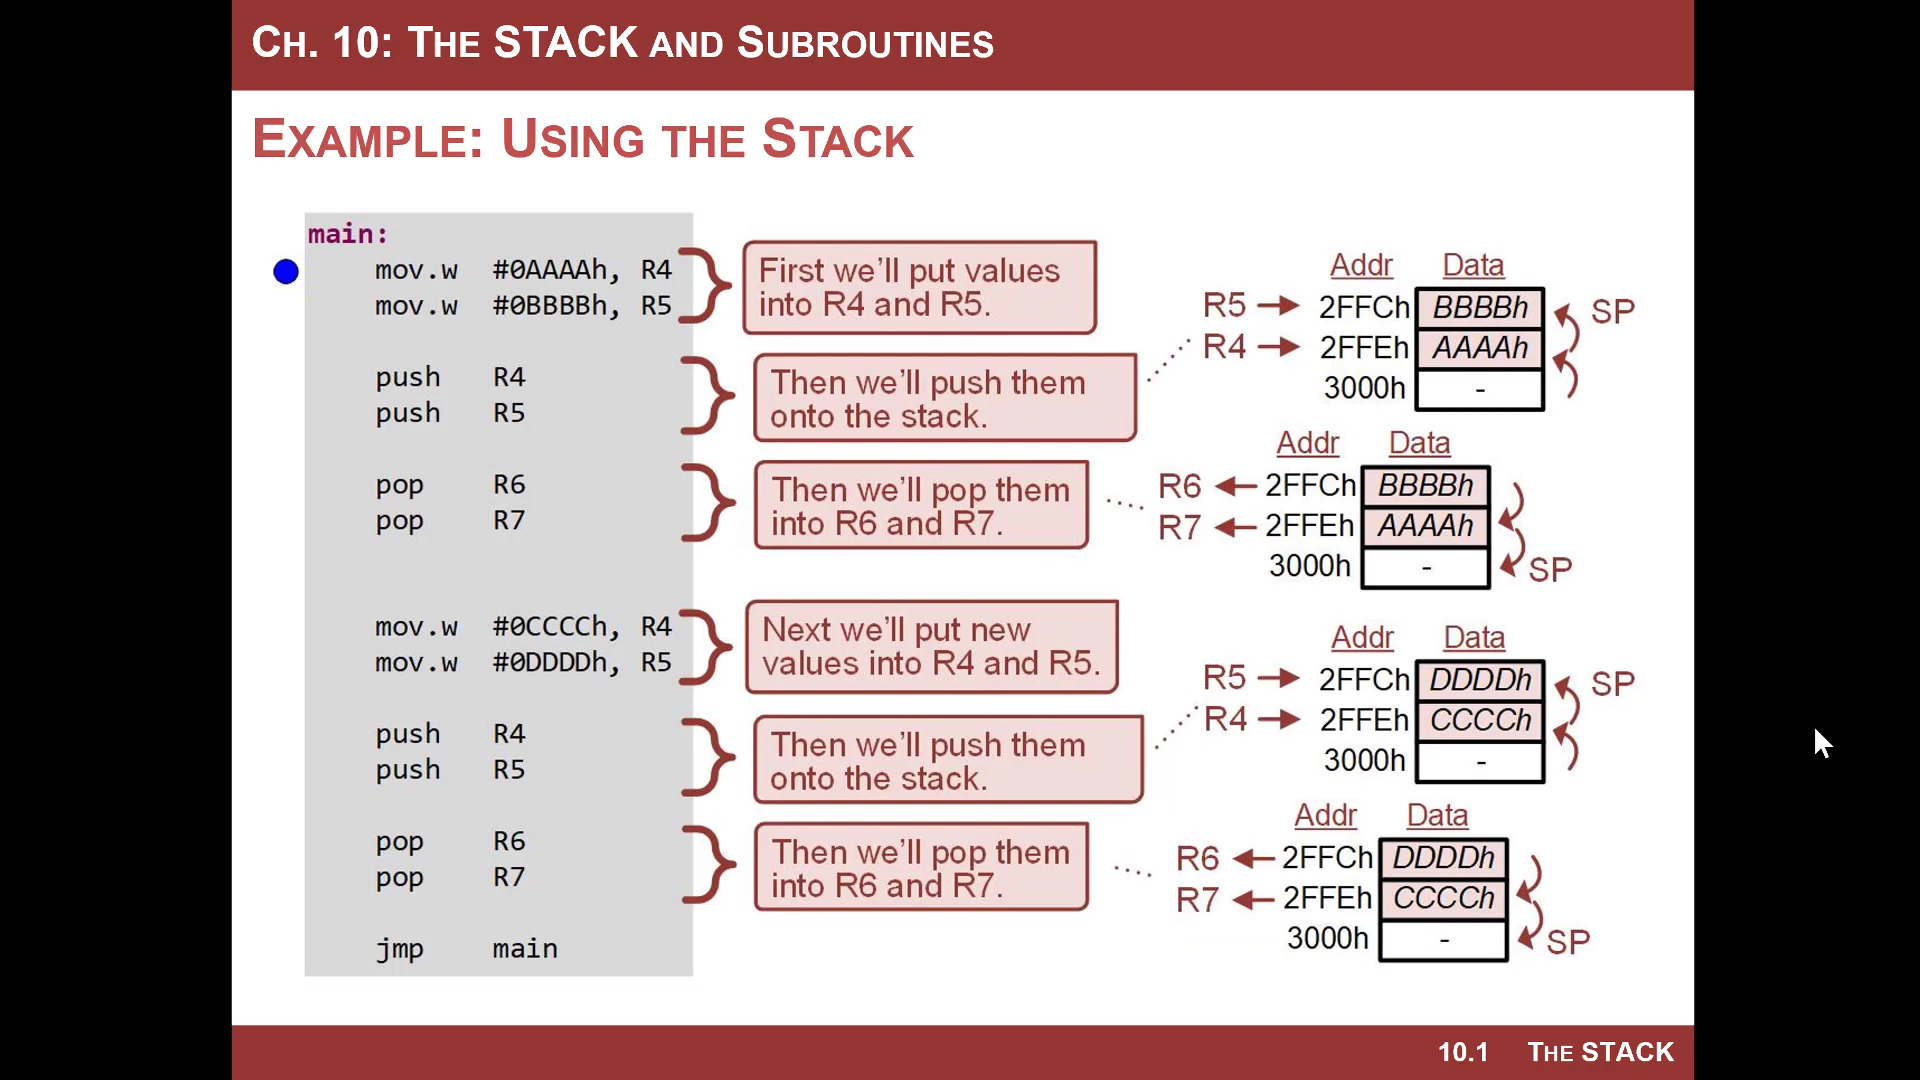 CH. 10: THE STACK AND SUBROUTINES
EXAMPLE: USING THE STACK
main:
mov.w #0AAAAh, R4
mov.w #0BBBBh, R5
push R4
push R5
pop R6
pop R7
mov.w #0CCCCh, R4
mov.w #0DDDDh, R5
push R4
push R5
pop R6
pop R7
jmp main
First we'll put values
into R4 and R5.
Then we'll push them
onto the stack.
Then we'll pop them
into R6 and R7.
Next we'll put new
values into R4 and R5.
Then we'll push them
onto the stack.
Then we'll pop them
into R6 and R7.
Addr Data
R5 2FFCh BBBBh SP
R4 2FFEh AAAAh
3000h -
Addr Data
R6 2FFCh BBBBh
R7 2FFEh AAAAh
3000h - SP
Addr Data
R5 2FFCh DDDDh SP
R4 2FFEh CCCCh
3000h -
Addr Data
R6 2FFCh DDDDh
R7 2FFEh CCCCh
3000h - SP
10.1 THE STACK